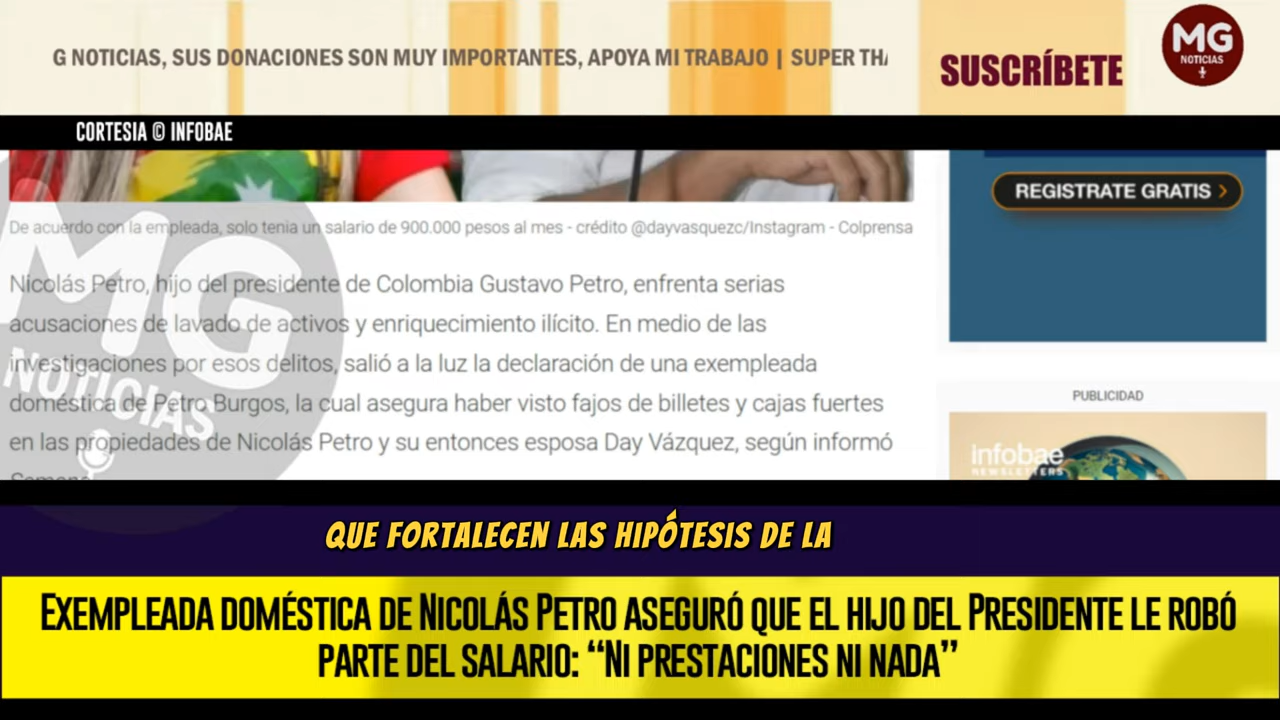 G NOTICIAS, SUS DONACIONES SON MUY IMPORTANTES, APOYA MI TRABAJO | SUPER THA
SUSCRÍBETE
MG
NOTICIAS
CORTESIA © INFOBAE
REGISTRATE GRATIS >
De acuerdo con la empleada, solo tenia un salario de 900.000 pesos al mes - crédito @dayvasquezc/Instagram - Colprensa
Nicolás Petro, hijo del presidente de Colombia Gustavo Petro, enfrenta serias
acusaciones de lavado de activos y enriquecimiento ilícito. En medio de las
investigaciones por esos delitos, salió a la luz la declaración de una exempleada
doméstica de Petro Burgos, la cual asegura haber visto fajos de billetes y cajas fuertes
en las propiedades de Nicolás Petro y su entonces esposa Day Vázquez, según informó
MG
NOTICIAS
PUBLICIDAD
infobae
NEWSLETTERS
QUE FORTALECEN LAS HIPÓTESIS DE LA
EXEMPLEADA DOMÉSTICA DE NICOLÁS PETRO ASEGURÓ QUE EL HIJO DEL PRESIDENTE LE ROBÓ
PARTE DEL SALARIO: “NI PRESTACIONES NI NADA”